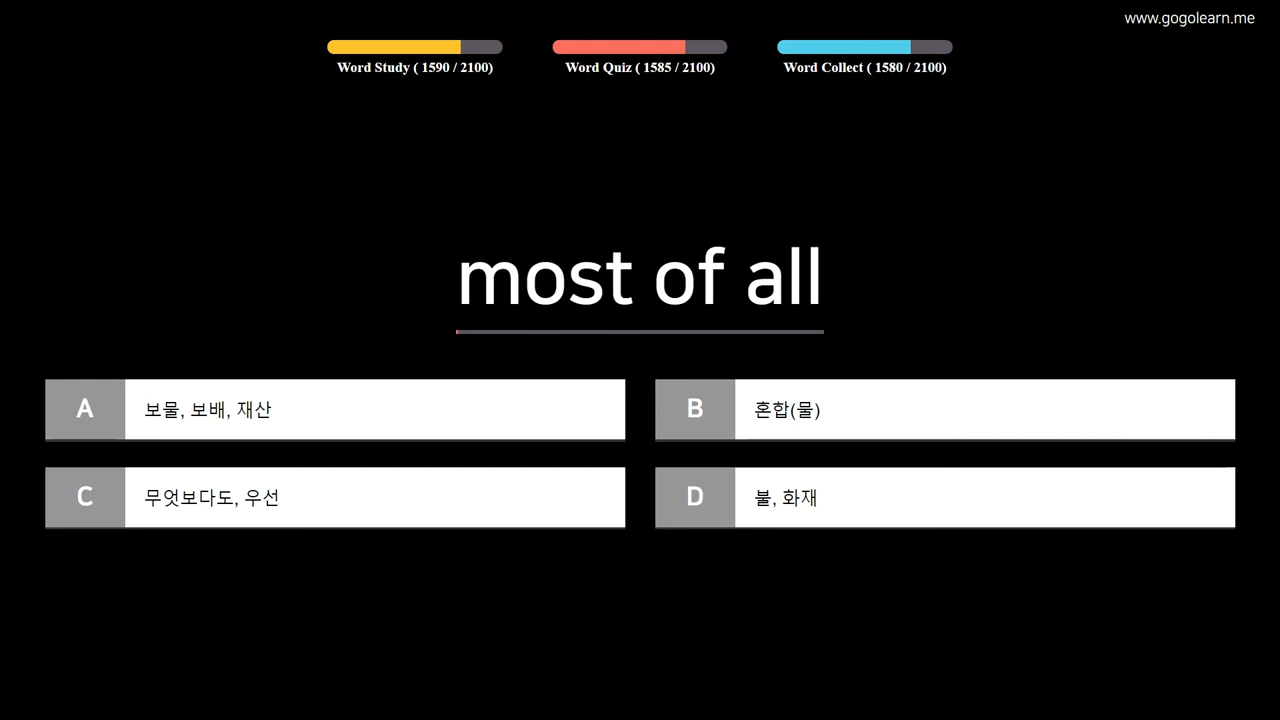 www.gogolearn.me
Word Study ( 1590 / 2100)
Word Quiz ( 1585 / 2100)
Word Collect ( 1580 / 2100)
most of all
A 보물, 보배, 재산
B 혼합(물)
C 무엇보다도, 우선
D 불, 화재